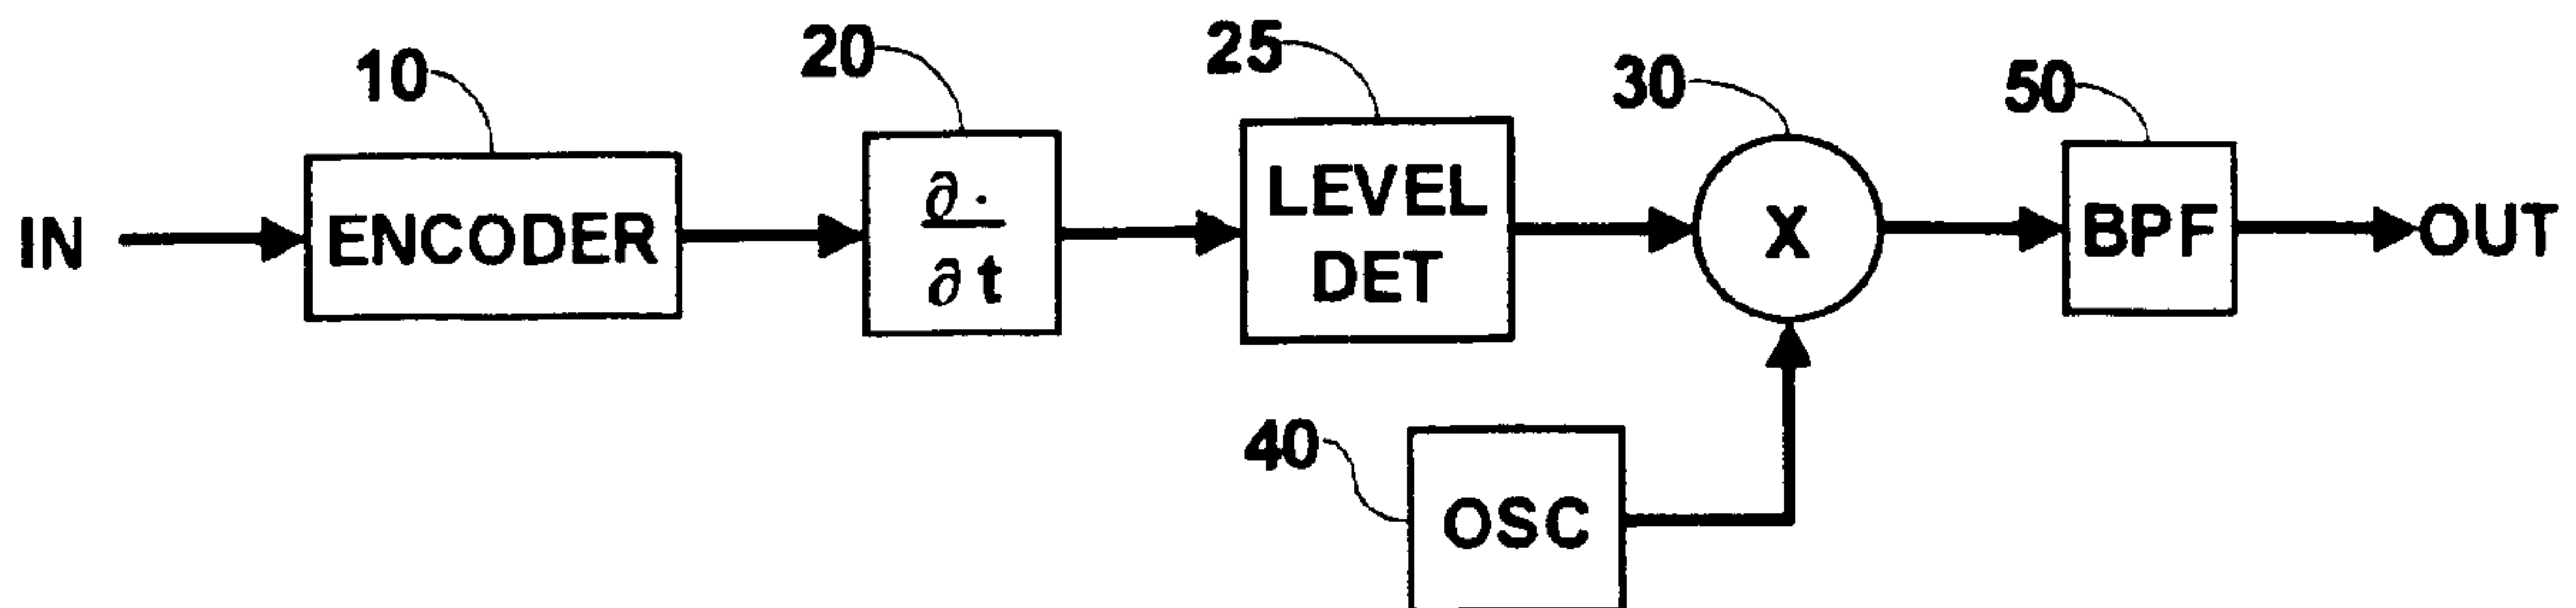 10
20
25
30
50
IN
ENCODER
∂·
∂t
LEVEL
DET
X
BPF
OUT
40
OSC